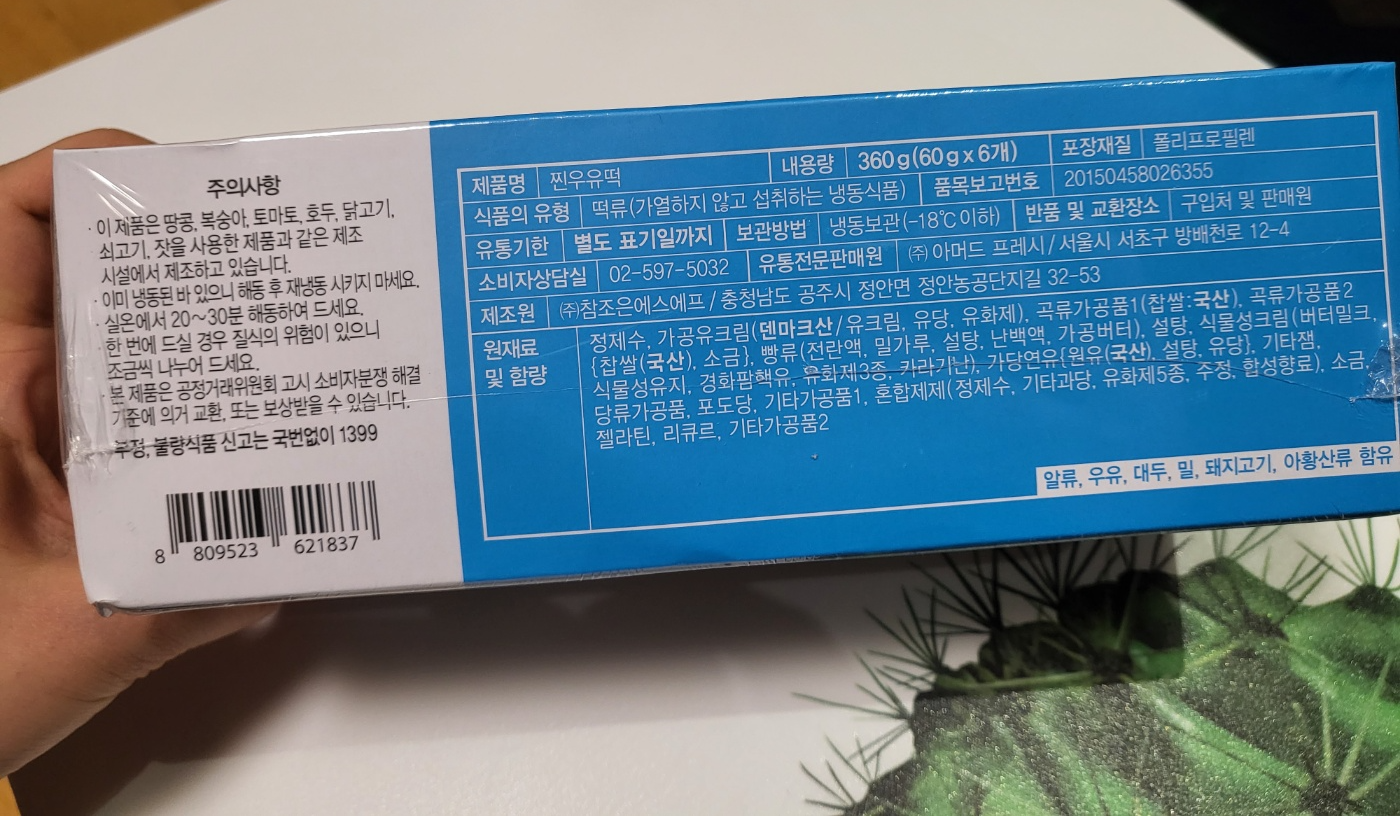 주의사항
· 이 제품은 땅콩, 복숭아, 토마토, 호두, 닭고기,
쇠고기, 잣을 사용한 제품과 같은 제조
시설에서 제조하고 있습니다.
· 이미 냉동된 바 있으니 해동 후 재냉동 시키지 마세요.
· 실온에서 20~30분 해동하여 드세요.
· 한 번에 드실 경우 질식의 위험이 있으니
조금씩 나누어 드세요.
· 본 제품은 공정거래위원회 고시 소비자분쟁 해결
기준에 의거 교환, 또는 보상받을 수 있습니다.
부정, 불량식품 신고는 국번없이 1399
8 809523 621837
제품명 찐우유떡 내용량 360g(60gx6개) 포장재질 폴리프로필렌
식품의 유형 떡류(가열하지 않고 섭취하는 냉동식품) 품목보고번호 20150458026355
유통기한 별도 표기일까지 보관방법 냉동보관(-18℃이하) 반품 및 교환장소 구입처 및 판매원
소비자상담실 02-597-5032 유통전문판매원 ㈜ 아머드 프레시/서울시 서초구 방배천로 12-4
제조원 ㈜참조은에스에프/충청남도 공주시 정안면 정안농공단지길 32-53
원재료 및 함량
정제수, 가공유크림(덴마크산/유크림, 유당, 유화제), 곡류가공품1(찹쌀:국산), 곡류가공품2
{찹쌀(국산), 소금}, 빵류(전란액, 밀가루, 설탕, 난백액, 가공버터), 설탕, 식물성크림(버터밀크,
식물성유지, 경화팜핵유, 유화제3종, 카라기난), 가당연유{원유(국산), 설탕, 유당}, 기타잼,
당류가공품, 포도당, 기타가공품1, 혼합제제(정제수, 기타과당, 유화제5종, 주정, 합성향료), 소금,
젤라틴, 리큐르, 기타가공품2
알류, 우유, 대두, 밀, 돼지고기, 아황산류 함유